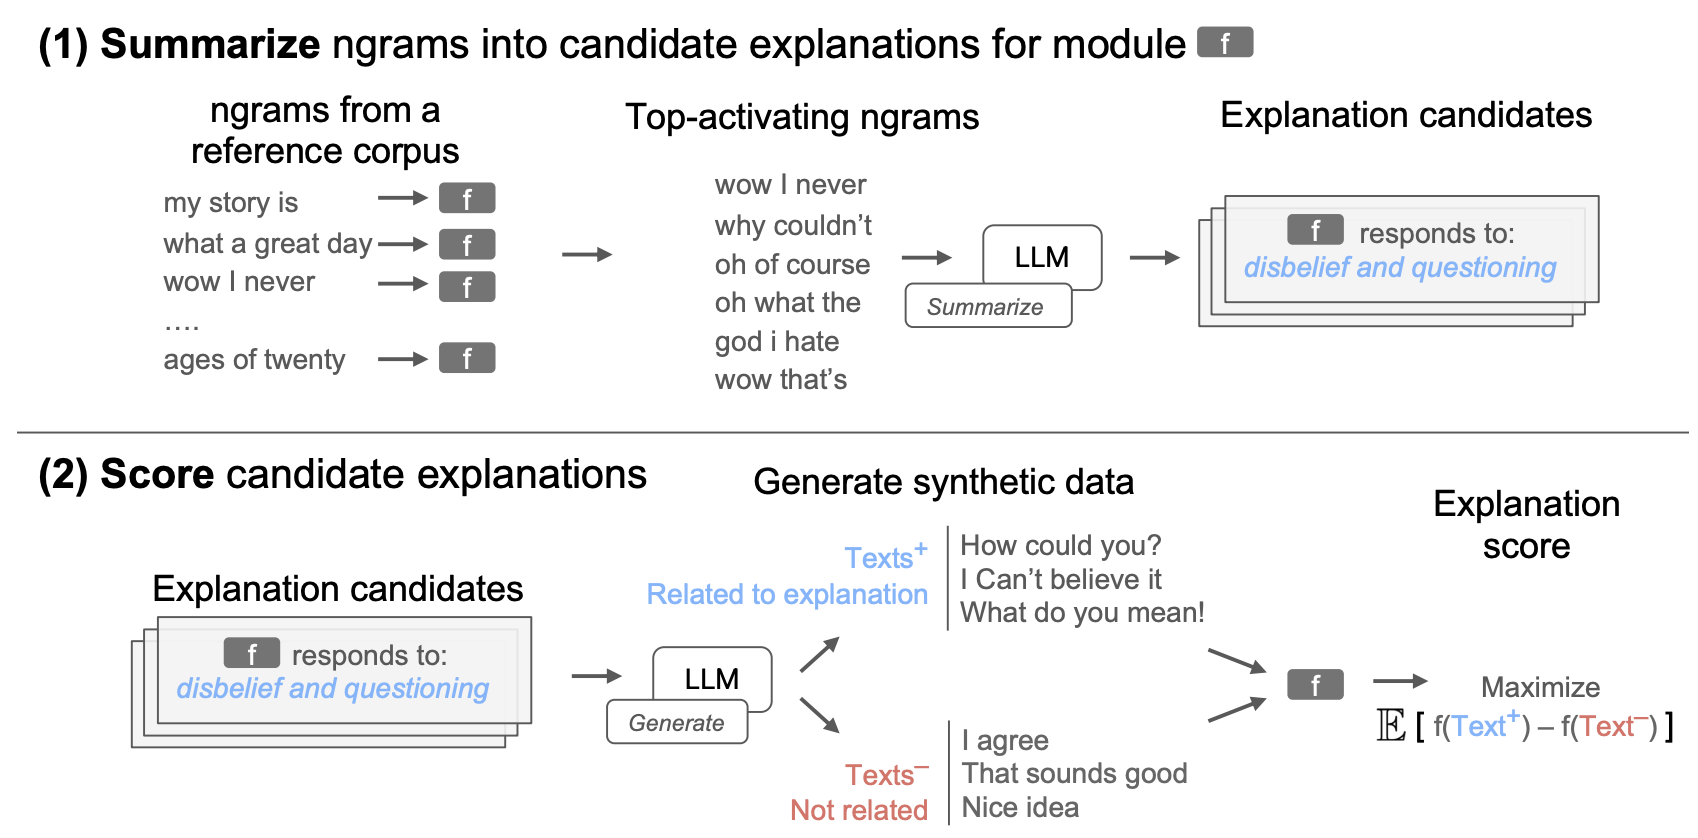 (1) Summarize ngrams into candidate explanations for module f
ngrams from a
reference corpus
my story is f
what a great day f
wow I never f
....
ages of twenty f
Top-activating ngrams
wow I never
why couldn't
oh of course
oh what the
god i hate
wow that's
LLM
Summarize
Explanation candidates
f responds to:
disbelief and questioning
(2) Score candidate explanations
Explanation candidates
f responds to:
disbelief and questioning
LLM
Generate
Generate synthetic data
Texts⁺
Related to explanation
How could you?
I Can't believe it
What do you mean!
Texts⁻
Not related
I agree
That sounds good
Nice idea
f
Explanation
score
Maximize
𝔼 [ f(Text⁺) – f(Text⁻) ]